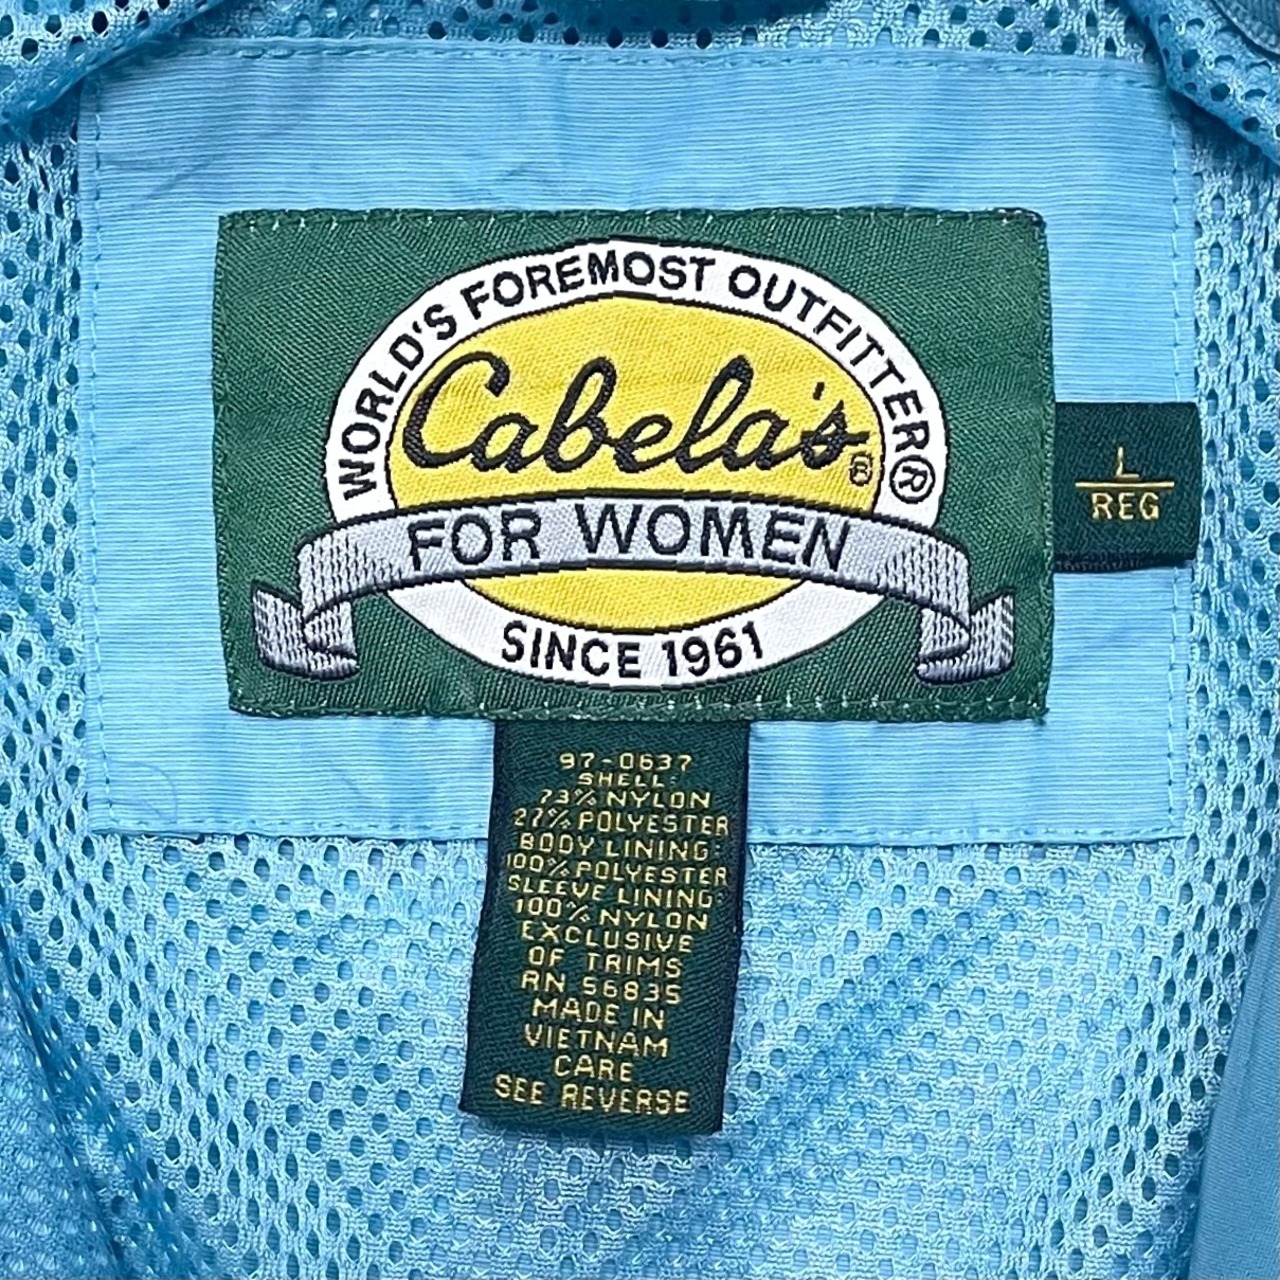 WORLD'S FOREMOST OUTFITTER®
Cabela's®
FOR WOMEN
SINCE 1961
L
REG
97-0637
SHELL:
73% NYLON
27% POLYESTER
BODY LINING:
100% POLYESTER
SLEEVE LINING:
100% NYLON
EXCLUSIVE
OF TRIMS
RN 56835
MADE IN
VIETNAM
CARE
SEE REVERSE